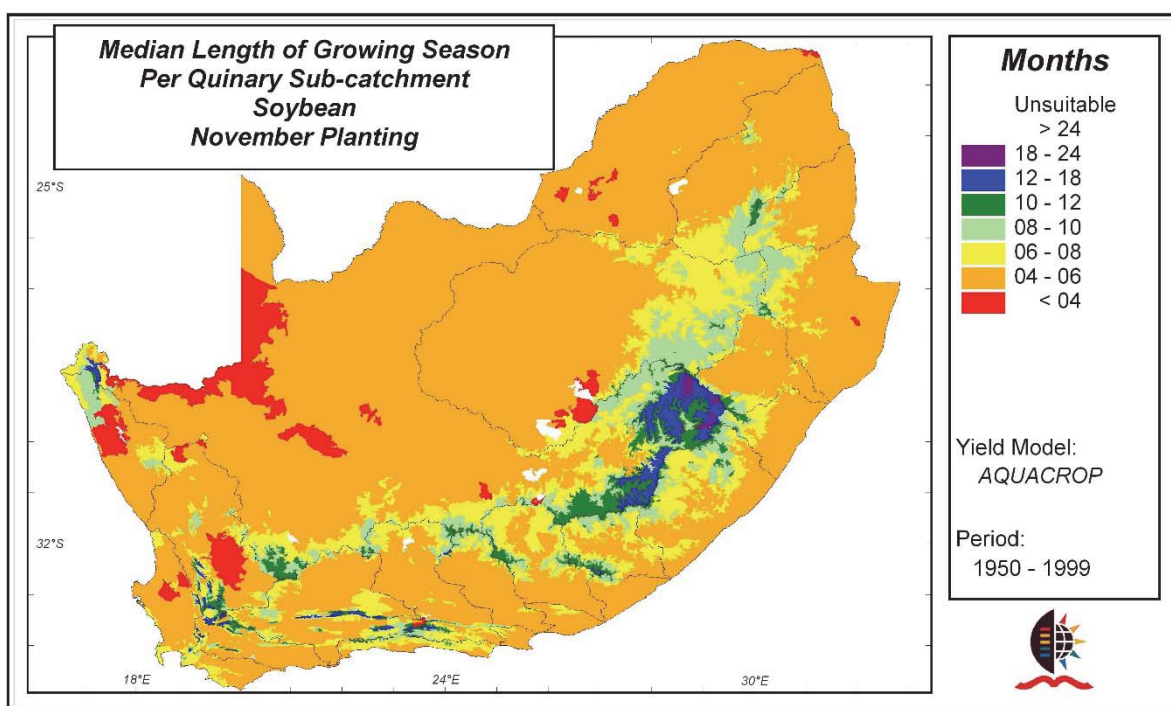 Median Length of Growing Season
Per Quinary Sub-catchment
Soybean
November Planting
25°S
32°S
18°E
24°E
30°E
Months
Unsuitable
> 24
18 - 24
12 - 18
10 - 12
08 - 10
06 - 08
04 - 06
< 04
Yield Model:
AQUACROP
Period:
1950 - 1999